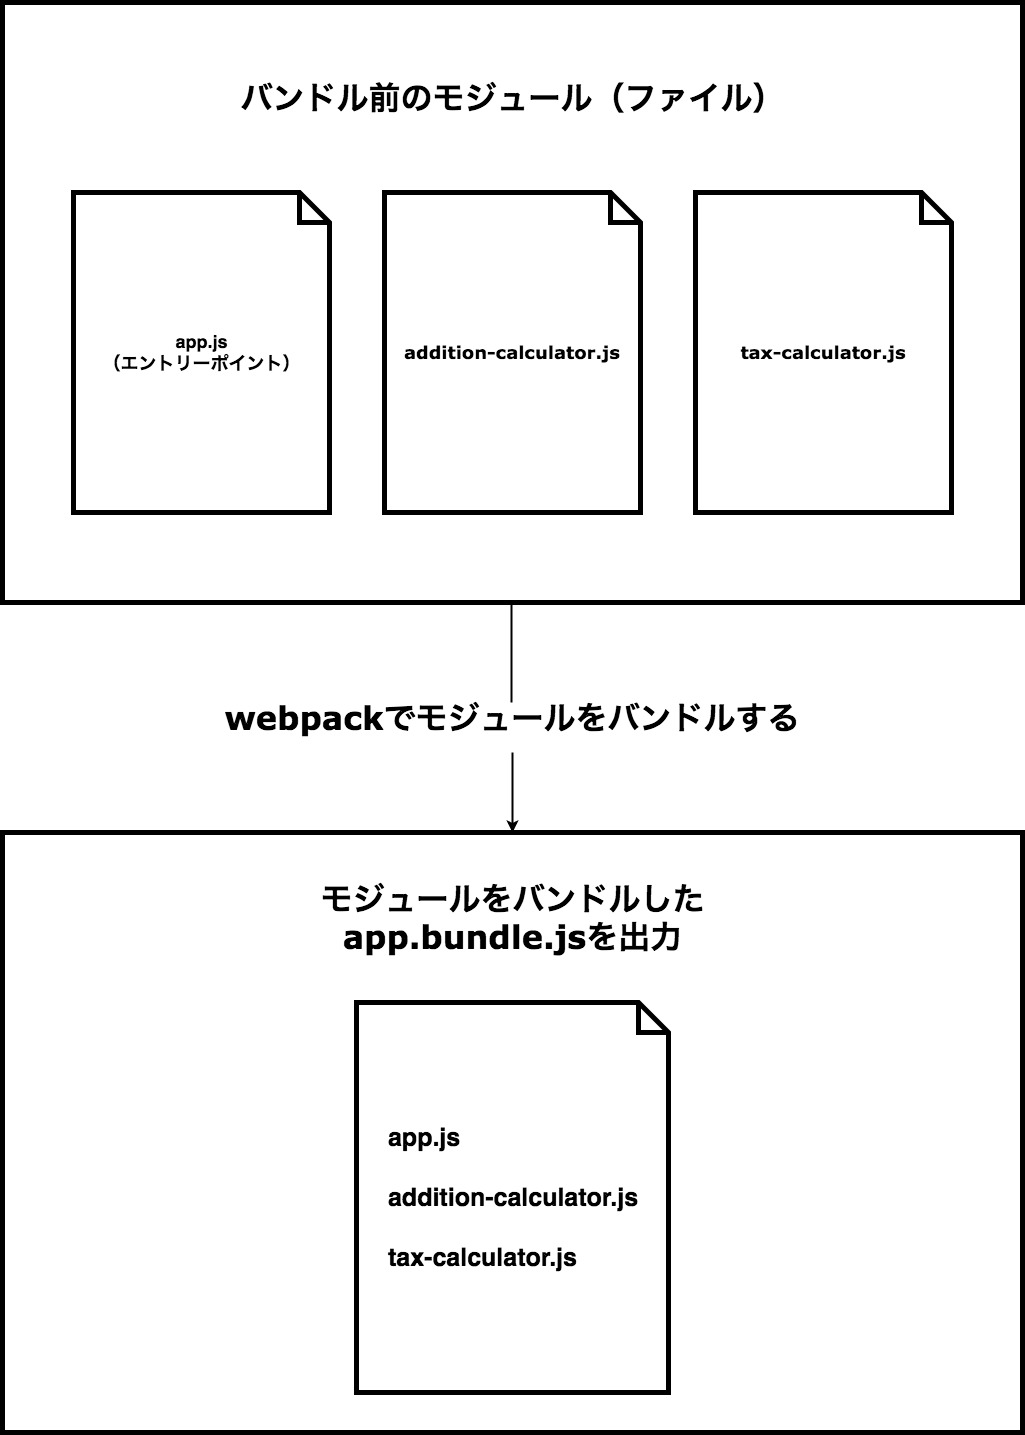 バンドル前のモジュール（ファイル）
app.js
（エントリーポイント）
addition-calculator.js
tax-calculator.js
webpackでモジュールをバンドルする
モジュールをバンドルした
app.bundle.jsを出力
app.js
addition-calculator.js
tax-calculator.js